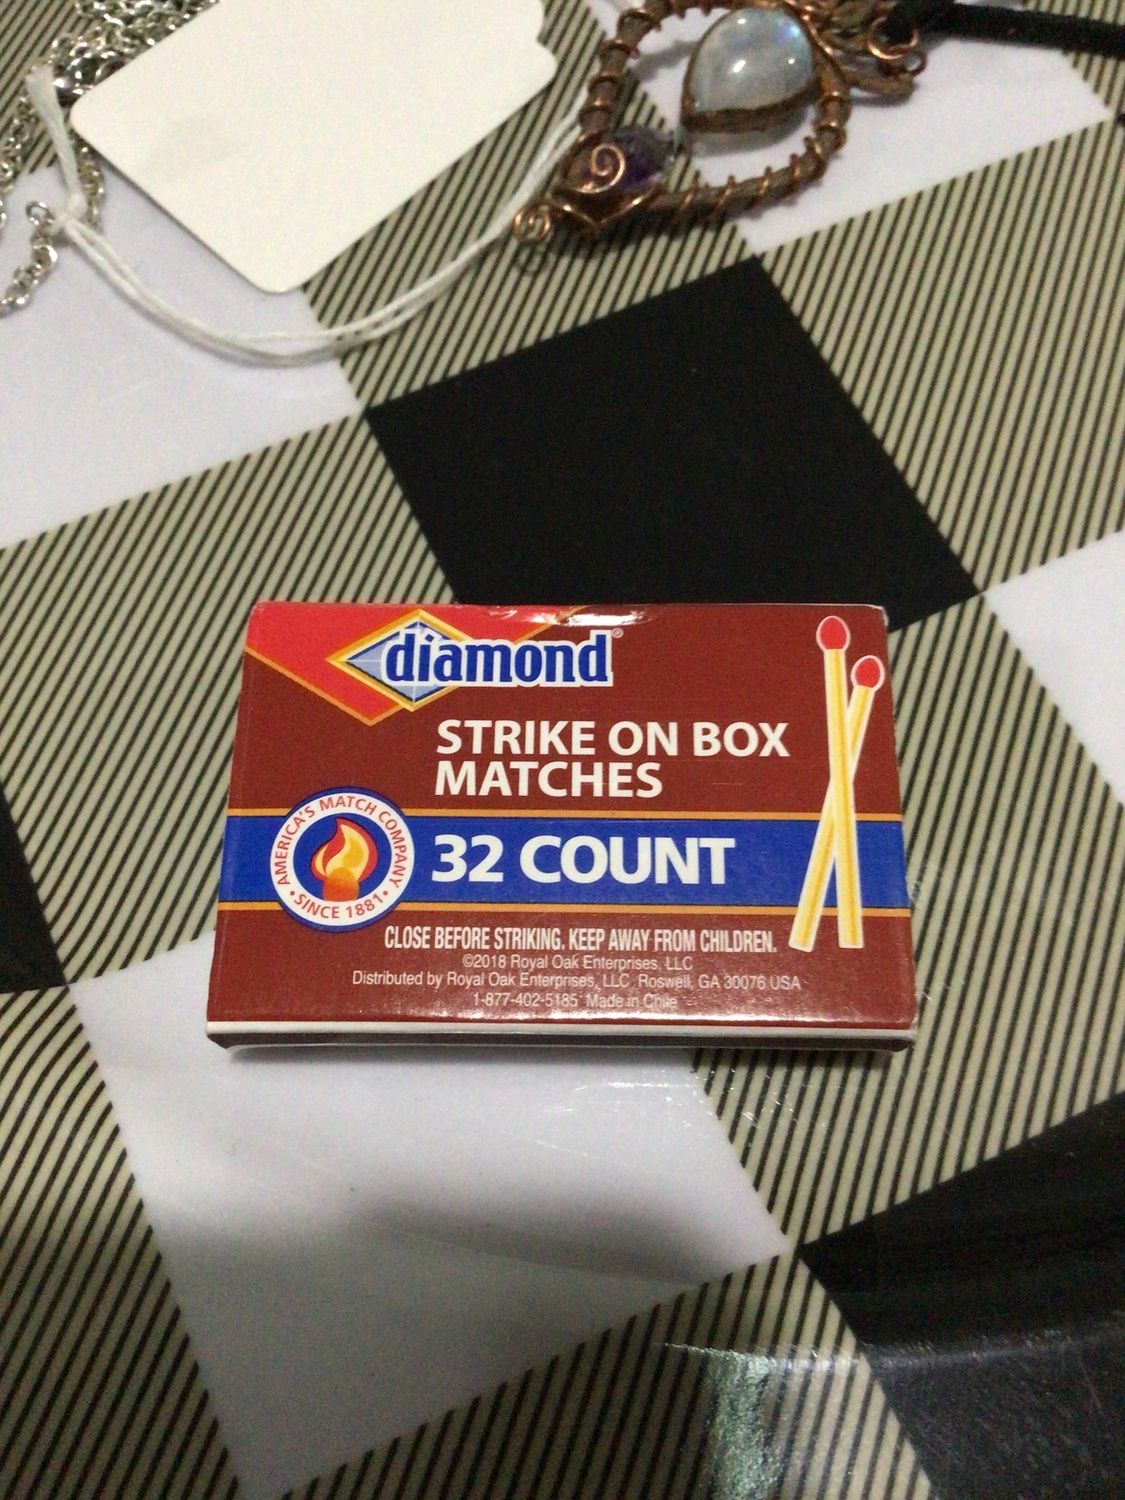 diamond®
STRIKE ON BOX
MATCHES
AMERICA'S MATCH COMPANY
• SINCE 1881 •
32 COUNT
CLOSE BEFORE STRIKING. KEEP AWAY FROM CHILDREN.
©2018 Royal Oak Enterprises, LLC
Distributed by Royal Oak Enterprises, LLC, Roswell, GA 30076 USA
1-877-402-5185 Made in Chile